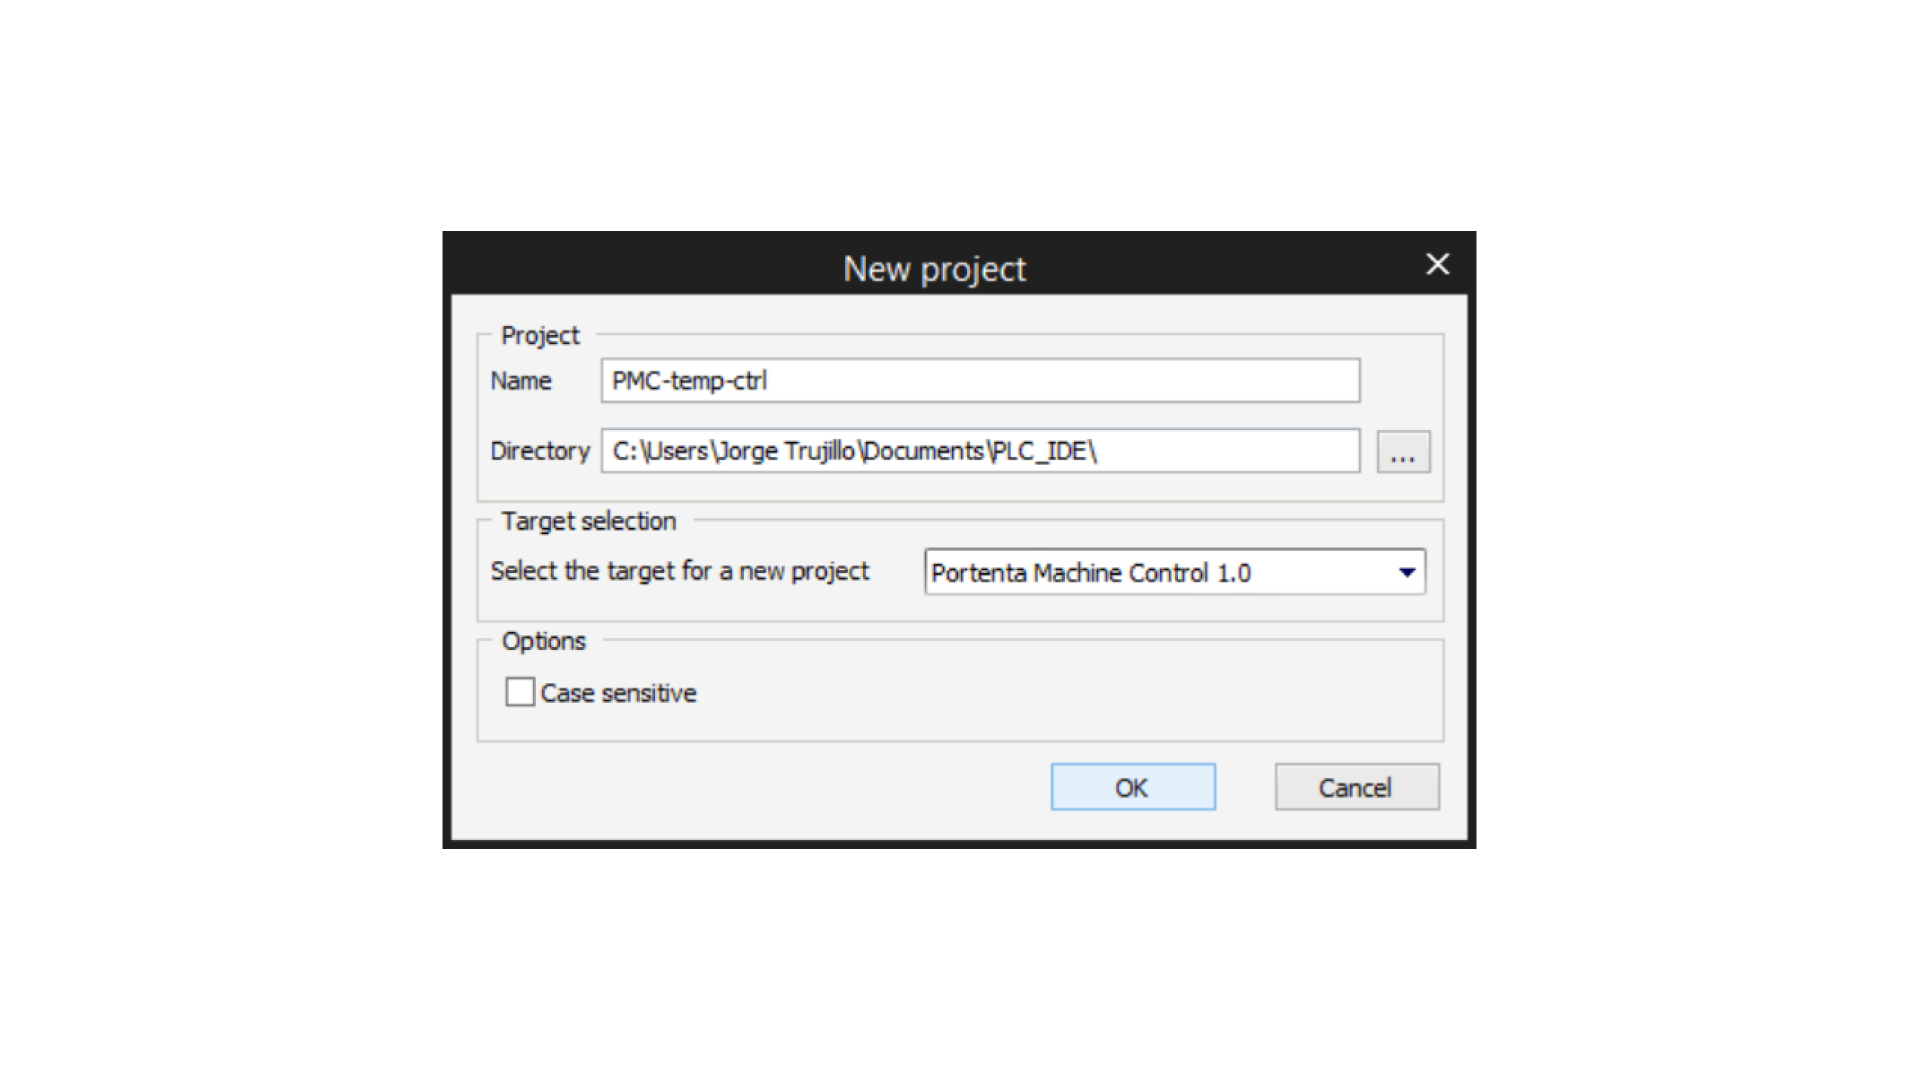 New project
Project
Name PMC-temp-ctrl
Directory C:\Users\Jorge Trujillo\Documents\PLC_IDE\ ...
Target selection
Select the target for a new project Portenta Machine Control 1.0
Options
Case sensitive
OK Cancel